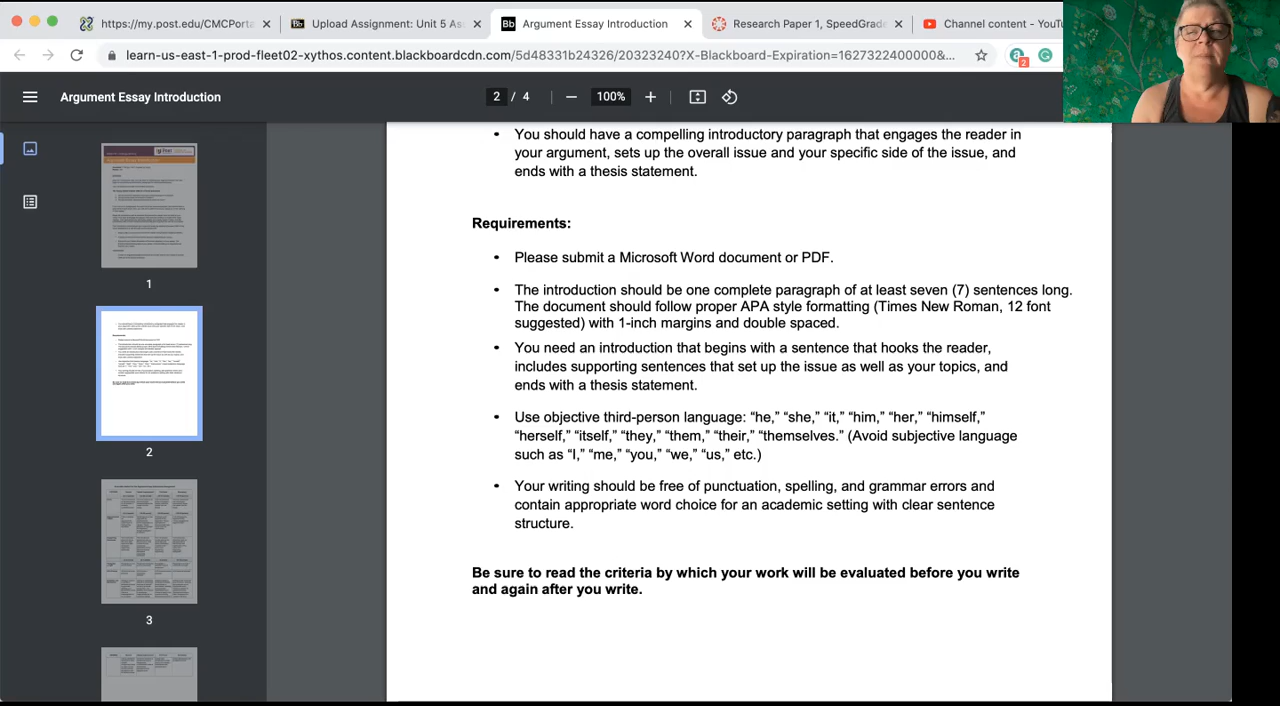 https://my.post.edu/CMCPorta
Bb Upload Assignment: Unit 5 As
Bb Argument Essay Introduction
Research Paper 1, SpeedGrade
Channel content - YouTu
learn-us-east-1-prod-fleet02-xythos.content.blackboardcdn.com/5d48331b24326/20323240?X-Blackboard-Expiration=1627322400000&...
2
Argument Essay Introduction
2 / 4
100%
• You should have a compelling introductory paragraph that engages the reader in
your argument, sets up the overall issue and your specific side of the issue, and
ends with a thesis statement.
Requirements:
• Please submit a Microsoft Word document or PDF.
• The introduction should be one complete paragraph of at least seven (7) sentences long.
The document should follow proper APA style formatting (Times New Roman, 12 font
suggested) with 1-inch margins and double spaced.
• You need an introduction that begins with a sentence that hooks the reader,
includes supporting sentences that set up the issue as well as your topics, and
ends with a thesis statement.
• Use objective third-person language: “he,” “she,” “it,” “him,” “her,” “himself,”
“herself,” “itself,” “they,” “them,” “their,” “themselves.” (Avoid subjective language
such as “I,” “me,” “you,” “we,” “us,” etc.)
• Your writing should be free of punctuation, spelling, and grammar errors and
contain appropriate word choice for an academic setting with clear sentence
structure.
Be sure to read the criteria by which your work will be evaluated before you write
and again after you write.
1
2
3